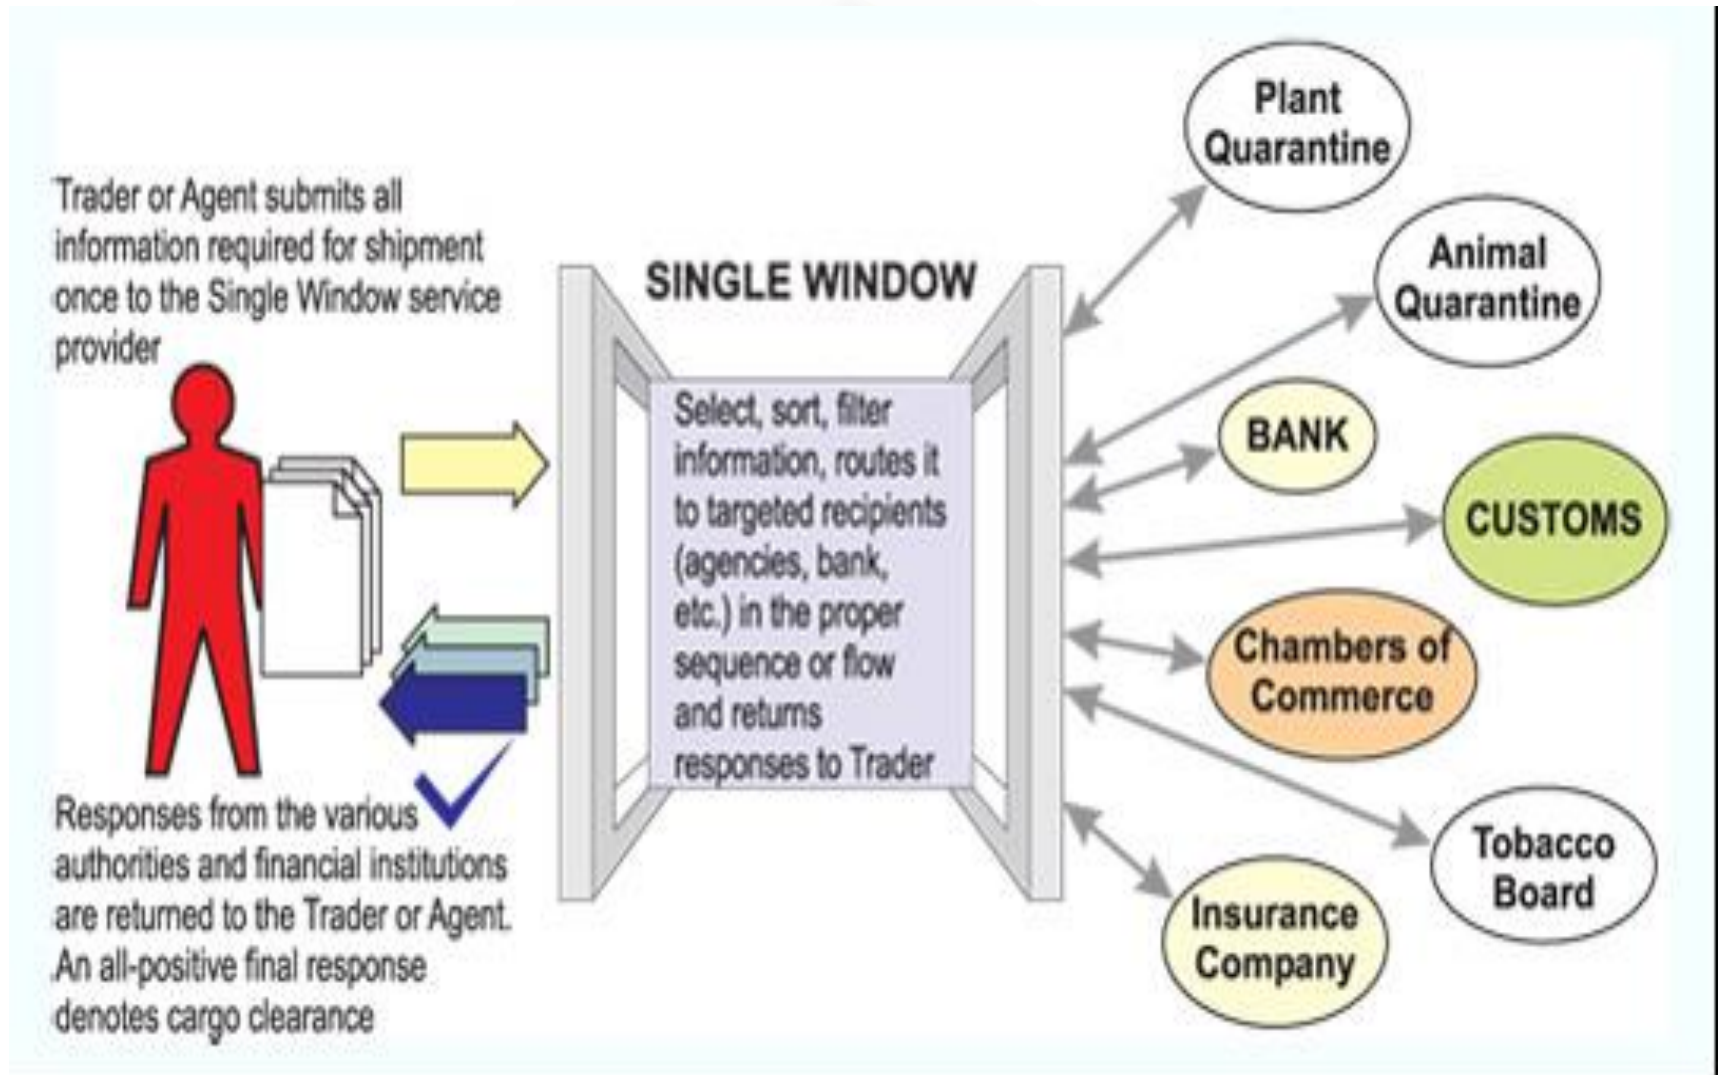 Trader or Agent submits all
information required for shipment
once to the Single Window service
provider
Responses from the various
authorities and financial institutions
are returned to the Trader or Agent.
An all-positive final response
denotes cargo clearance
SINGLE WINDOW
Select, sort, filter
information, routes it
to targeted recipients
(agencies, bank,
etc.) in the proper
sequence or flow
and returns
responses to Trader
Plant
Quarantine
Animal
Quarantine
BANK
CUSTOMS
Chambers of
Commerce
Tobacco
Board
Insurance
Company